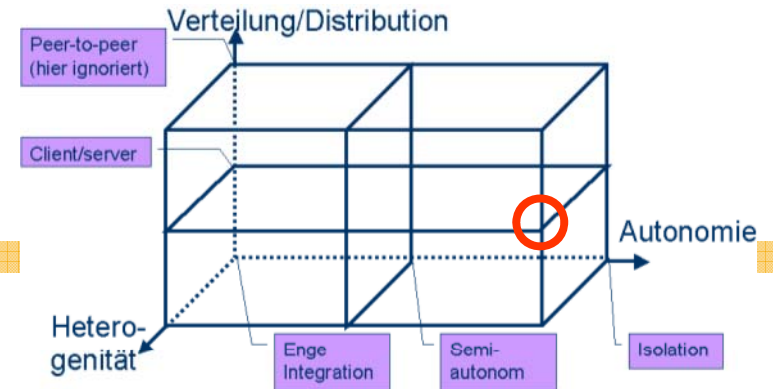 Verteilung/Distribution
Peer-to-peer
(hier ignoriert)
Client/server
Autonomie
Hetero-
genität
Enge
Integration
Semi-
autonom
Isolation